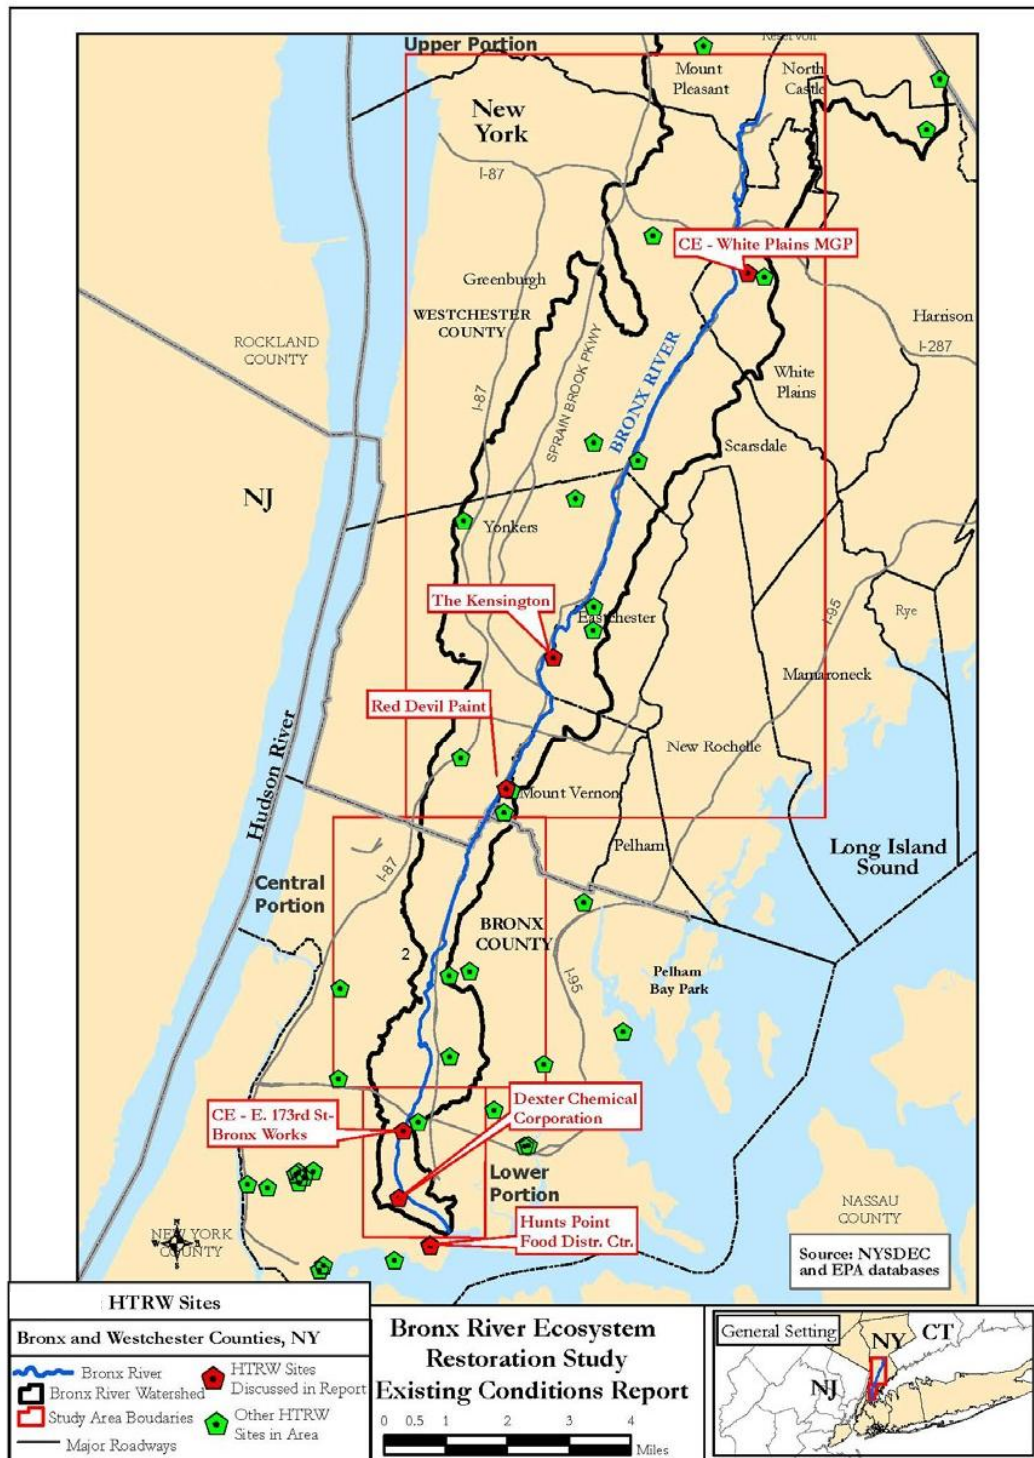 Upper Portion
Mount
Pleasant
North
Castle
New
York
I-87
CE - White Plains MGP
Greenburgh
WESTCHESTER
COUNTY
Harrison
I-287
ROCKLAND
COUNTY
I-87
SPRAIN BROOK PKWY
BRONX RIVER
White
Plains
Scarsdale
NJ
Yonkers
The Kensington
Eastchester
I-95
Rye
Mamaroneck
Red Devil Paint
New Rochelle
Hudson River
Mount Vernon
Pelham
Long Island
Sound
I-87
Central
Portion
BRONX
COUNTY
2
I-95
Pelham
Bay Park
CE - E. 173rd St-
Bronx Works
Dexter Chemical
Corporation
Lower
Portion
Hunts Point
Food Distr. Ctr.
NASSAU
COUNTY
NEW YORK
COUNTY
N
Source: NYSDEC
and EPA databases
HTRW Sites
Bronx and Westchester Counties, NY
Bronx River
Bronx River Watershed
Study Area Boudaries
Major Roadways
HTRW Sites
Discussed in Report
Other HTRW
Sites in Area
Bronx River Ecosystem
Restoration Study
Existing Conditions Report
0 0.5 1 2 3 4
Miles
General Setting
NY
CT
NJ